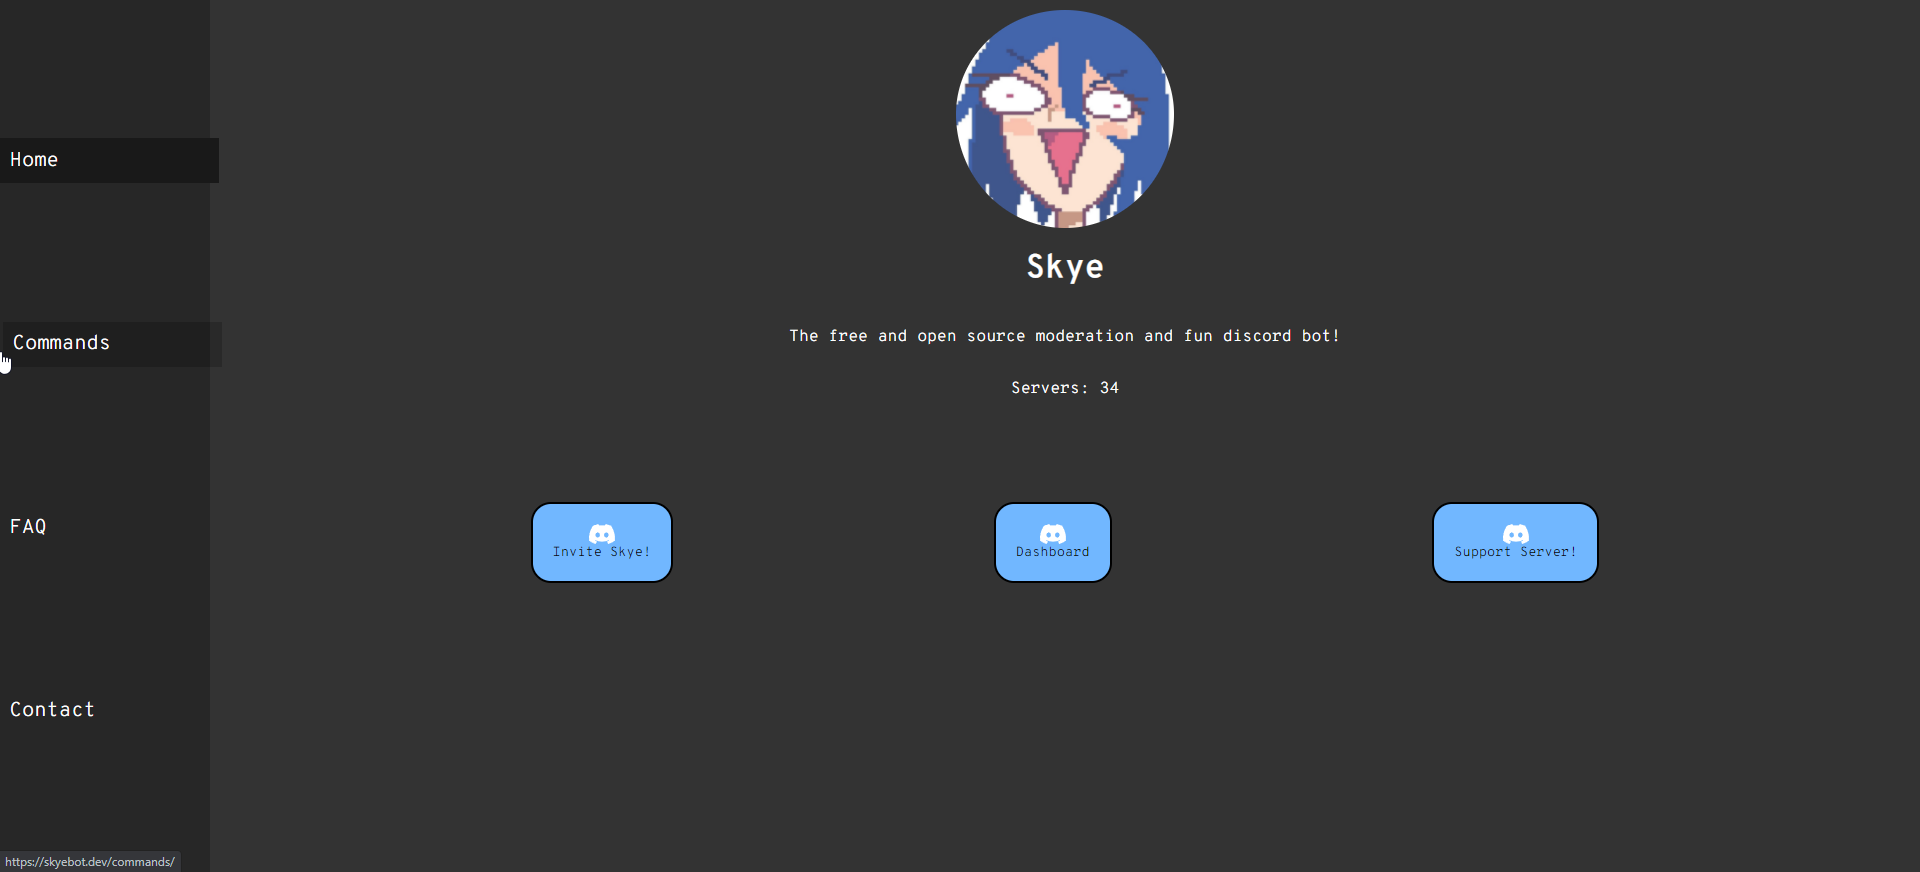 Home
Commands
FAQ
Contact
Skye
The free and open source moderation and fun discord bot!
Servers: 34
Invite Skye!
Dashboard
Support Server!
https://skyebot.dev/commands/